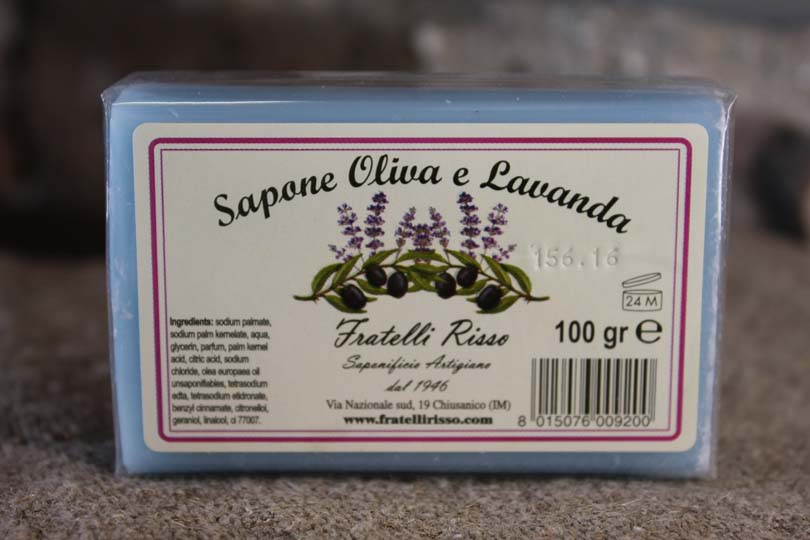 Sapone Oliva e Lavanda
156.16
24 M
Ingredients: sodium palmate,
sodium palm kernelate, aqua,
glycerin, parfum, palm kernel
acid, citric acid, sodium
chloride, olea europaea oil
unsaponifiables, tetrasodium
edta, tetrasodium etidronate,
benzyl cinnamate, citronellol,
geraniol, linalool, ci 77007.
Fratelli Risso
Saponificio Artigiano
dal 1946
Via Nazionale sud, 19 Chiusanico (IM)
www.fratellirisso.com
100 gr e
8 015076 009200